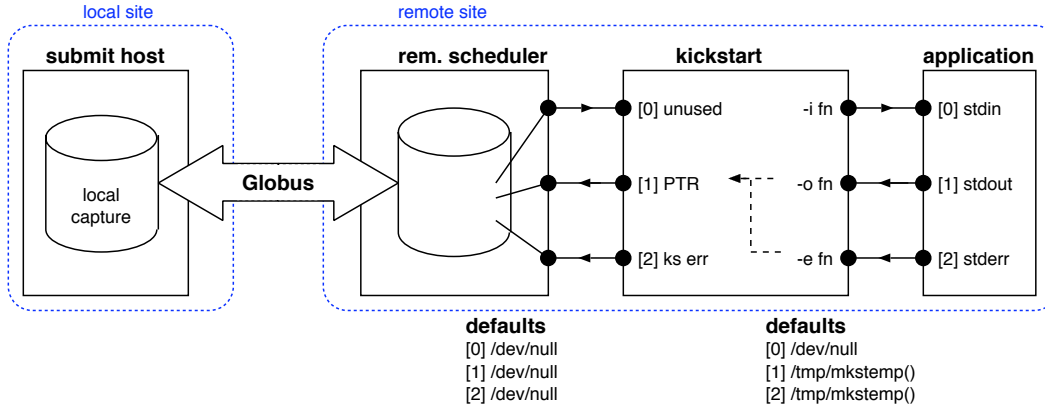 local site
remote site
submit host
rem. scheduler
kickstart
application
local
capture
Globus
[0] unused
-i fn
[0] stdin
[1] PTR
-o fn
[1] stdout
[2] ks err
-e fn
[2] stderr
defaults
[0] /dev/null
[1] /dev/null
[2] /dev/null
defaults
[0] /dev/null
[1] /tmp/mkstemp()
[2] /tmp/mkstemp()